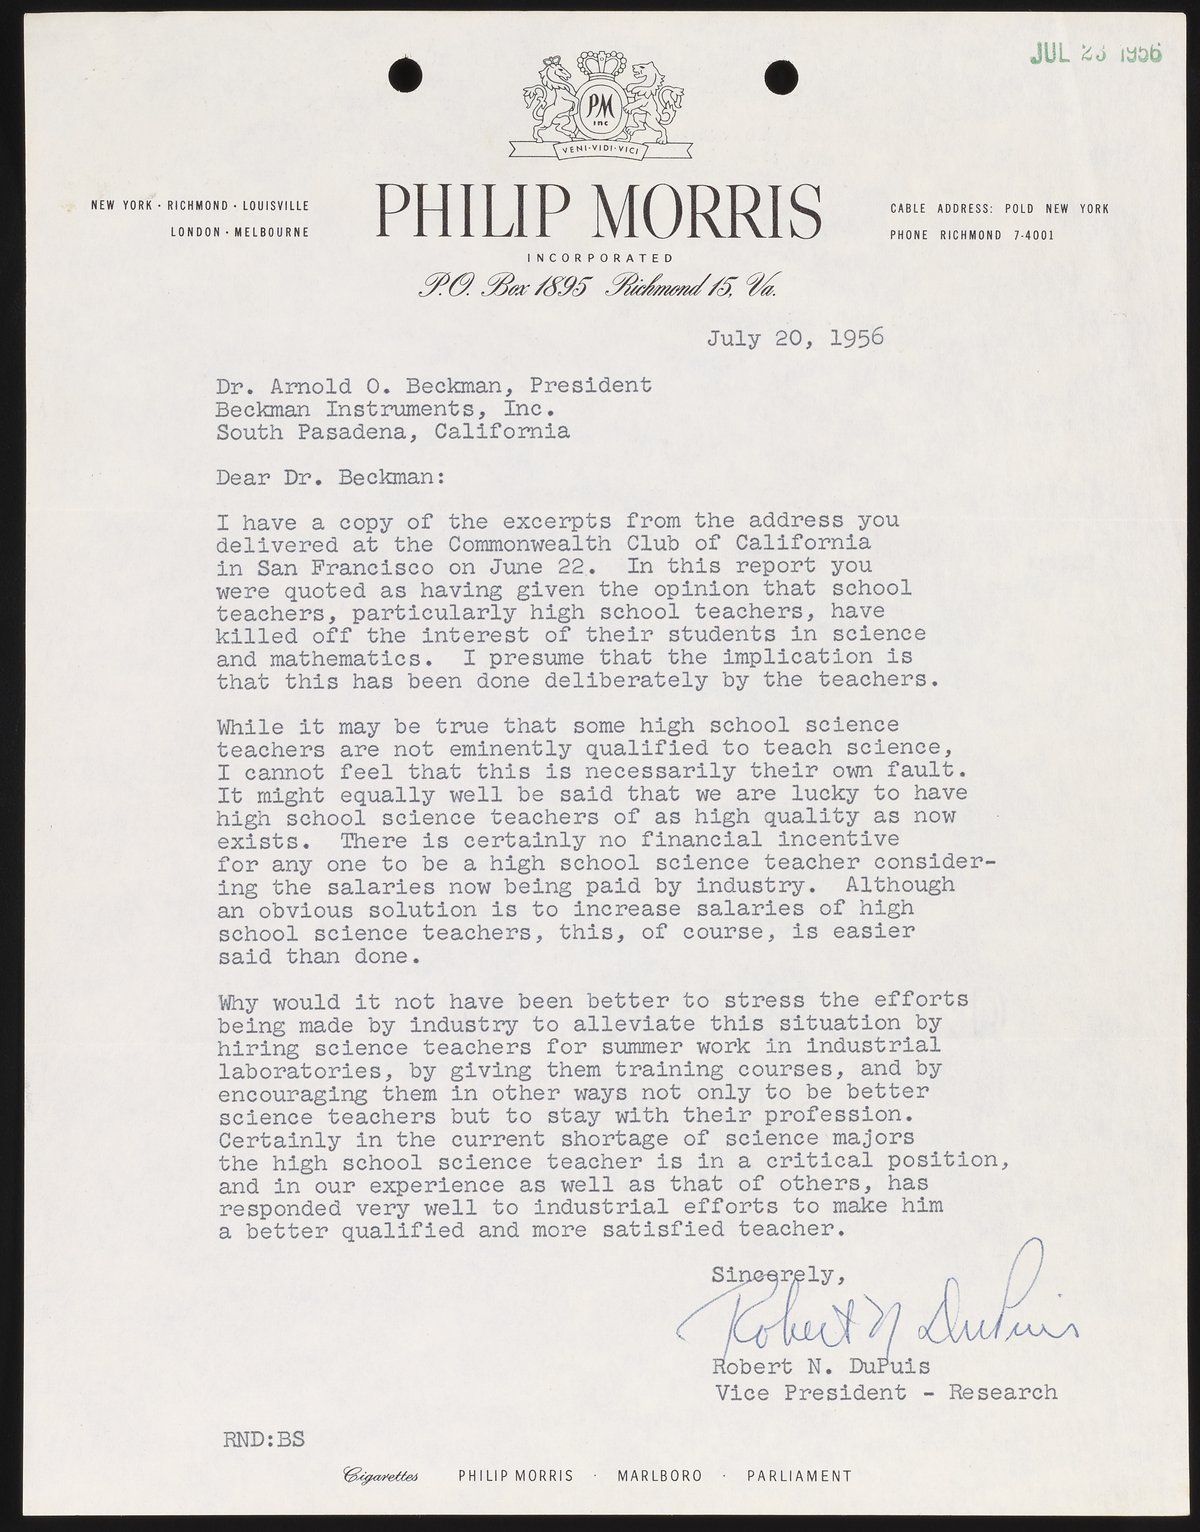 JUL 23 1956
PM
INC
VENI·VIDI·VICI
NEW YORK · RICHMOND · LOUISVILLE
LONDON · MELBOURNE
PHILIP MORRIS
INCORPORATED
P.O. Box 1895 Richmond 15, Va.
CABLE ADDRESS: POLD NEW YORK
PHONE RICHMOND 7-4001
July 20, 1956
Dr. Arnold O. Beckman, President
Beckman Instruments, Inc.
South Pasadena, California
Dear Dr. Beckman:
I have a copy of the excerpts from the address you
delivered at the Commonwealth Club of California
in San Francisco on June 22. In this report you
were quoted as having given the opinion that school
teachers, particularly high school teachers, have
killed off the interest of their students in science
and mathematics. I presume that the implication is
that this has been done deliberately by the teachers.
While it may be true that some high school science
teachers are not eminently qualified to teach science,
I cannot feel that this is necessarily their own fault.
It might equally well be said that we are lucky to have
high school science teachers of as high quality as now
exists. There is certainly no financial incentive
for any one to be a high school science teacher consider-
ing the salaries now being paid by industry. Although
an obvious solution is to increase salaries of high
school science teachers, this, of course, is easier
said than done.
Why would it not have been better to stress the efforts
being made by industry to alleviate this situation by
hiring science teachers for summer work in industrial
laboratories, by giving them training courses, and by
encouraging them in other ways not only to be better
science teachers but to stay with their profession.
Certainly in the current shortage of science majors
the high school science teacher is in a critical position,
and in our experience as well as that of others, has
responded very well to industrial efforts to make him
a better qualified and more satisfied teacher.
Sincerely,
Robert N DuPuis
Robert N. DuPuis
Vice President - Research
RND:BS
Cigarettes PHILIP MORRIS · MARLBORO · PARLIAMENT